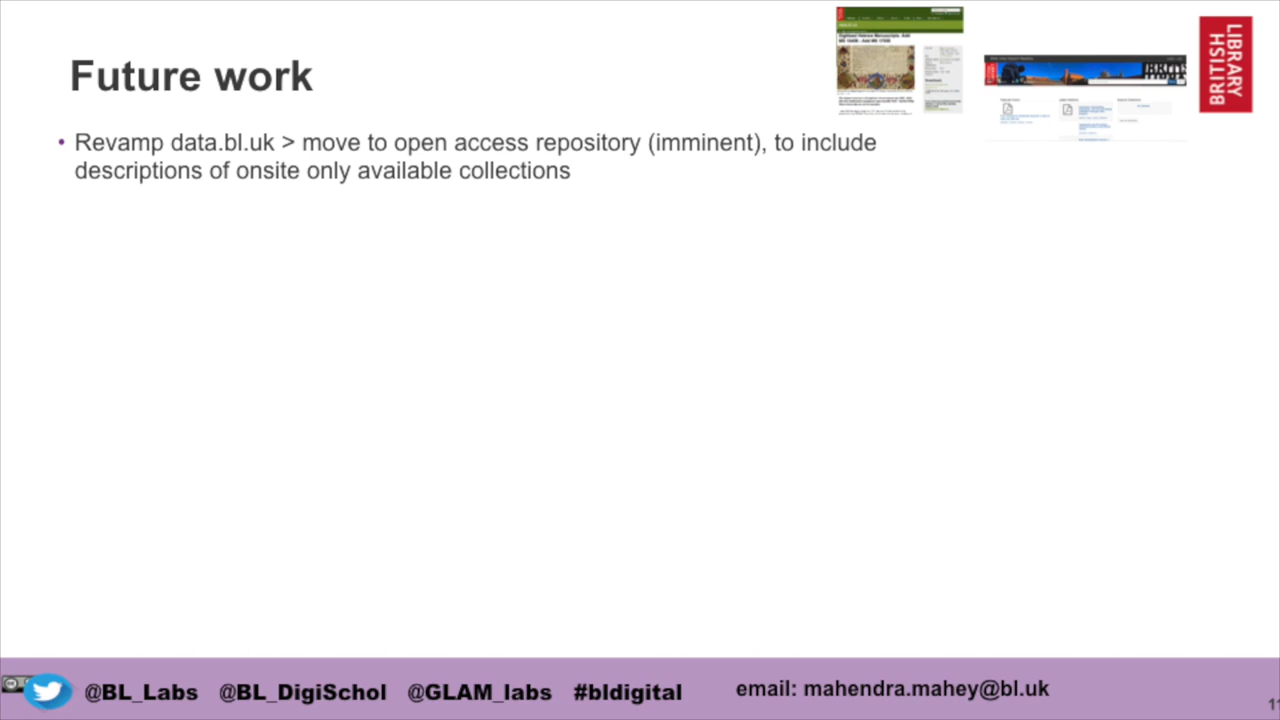 Future work
BRITISH
LIBRARY
• Revamp data.bl.uk > move to open access repository (imminent), to include
descriptions of onsite only available collections
@BL_Labs @BL_DigiSchol @GLAM_labs #bldigital email: mahendra.mahey@bl.uk